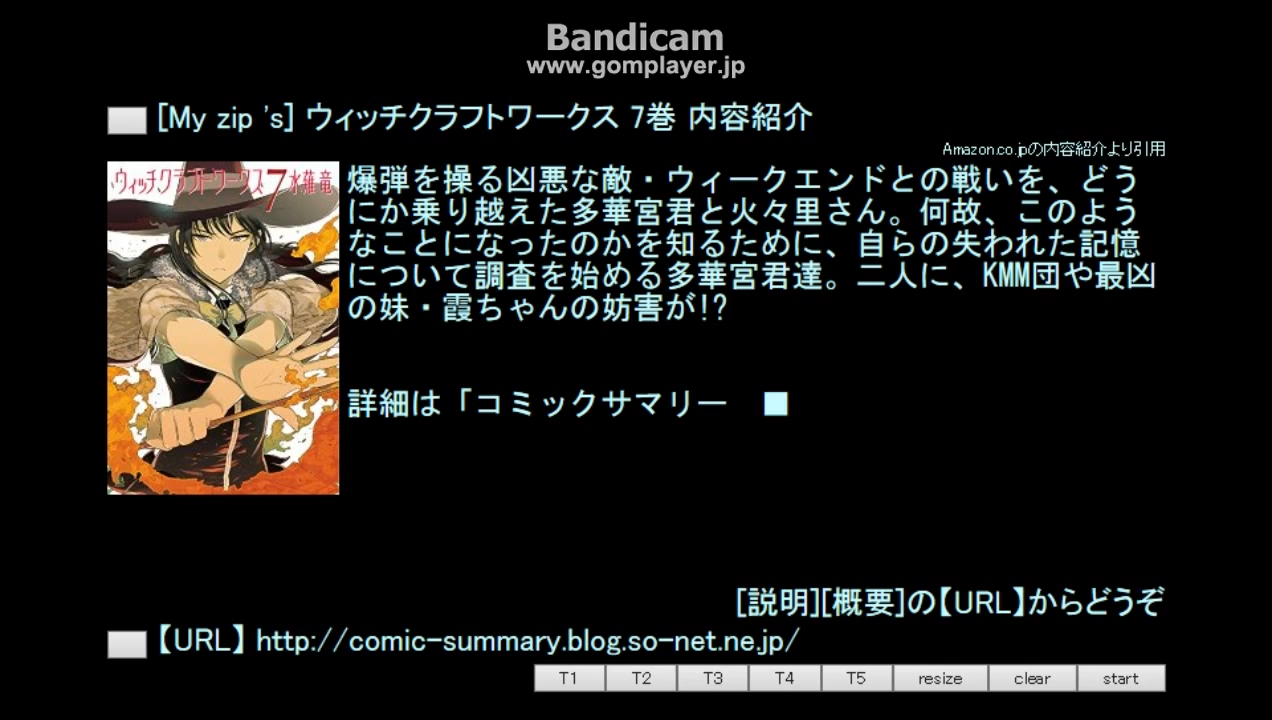 Bandicam
www.gomplayer.jp
[My zip 's] ウィッチクラフトワークス 7巻 内容紹介
Amazon.co.jpの内容紹介より引用
ウィッチクラフトワークス7水薙竜
爆弾を操る凶悪な敵・ウィークエンドとの戦いを、どう
にか乗り越えた多華宮君と火々里さん。何故、このよう
なことになったのかを知るために、自らの失われた記憶
について調査を始める多華宮君達。二人に、KMM団や最凶
の妹・霞ちゃんの妨害が!?
詳細は「コミックサマリー ■
[説明][概要]の【URL】からどうぞ
【URL】http://comic-summary.blog.so-net.ne.jp/
T1 T2 T3 T4 T5 resize clear start